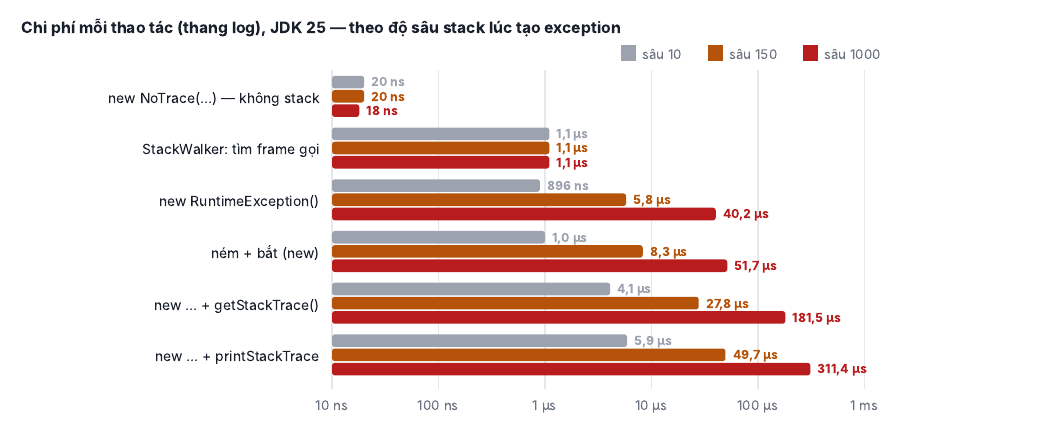 Chi phí mỗi thao tác (thang log), JDK 25 — theo độ sâu stack lúc tạo exception
sâu 10 sâu 150 sâu 1000
new NoTrace(...) — không stack
20 ns
20 ns
18 ns
StackWalker: tìm frame gọi
1,1 µs
1,1 µs
1,1 µs
new RuntimeException()
896 ns
5,8 µs
40,2 µs
ném + bắt (new)
1,0 µs
8,3 µs
51,7 µs
new ... + getStackTrace()
4,1 µs
27,8 µs
181,5 µs
new ... + printStackTrace
5,9 µs
49,7 µs
311,4 µs
10 ns 100 ns 1 µs 10 µs 100 µs 1 ms